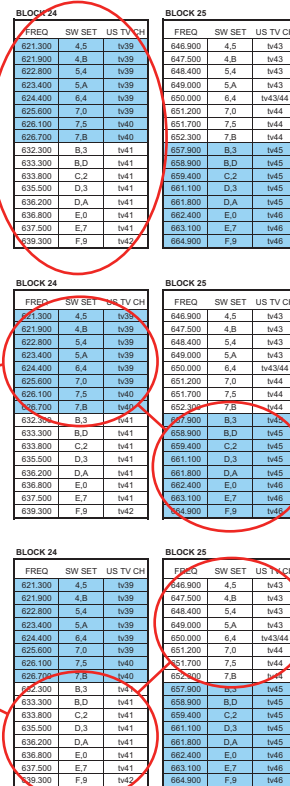 BLOCK 24 BLOCK 25
FREQ SW SET US TV CH FREQ SW SET US TV CH
621.300 4,5 tv39 646.900 4,5 tv43
621.900 4,B tv39 647.500 4,B tv43
622.800 5,4 tv39 648.400 5,4 tv43
623.400 5,A tv39 649.000 5,A tv43
624.400 6,4 tv39 650.000 6,4 tv43/44
625.600 7,0 tv39 651.200 7,0 tv44
626.100 7,5 tv40 651.700 7,5 tv44
626.700 7,B tv40 652.300 7,B tv44
632.300 B,3 tv41 657.900 B,3 tv45
633.300 B,D tv41 658.900 B,D tv45
633.800 C,2 tv41 659.400 C,2 tv45
635.500 D,3 tv41 661.100 D,3 tv45
636.200 D,A tv41 661.800 D,A tv45
636.800 E,0 tv41 662.400 E,0 tv46
637.500 E,7 tv41 663.100 E,7 tv46
639.300 F,9 tv42 664.900 F,9 tv46
BLOCK 24 BLOCK 25
FREQ SW SET US TV CH FREQ SW SET US TV CH
621.300 4,5 tv39 646.900 4,5 tv43
621.900 4,B tv39 647.500 4,B tv43
622.800 5,4 tv39 648.400 5,4 tv43
623.400 5,A tv39 649.000 5,A tv43
624.400 6,4 tv39 650.000 6,4 tv43/44
625.600 7,0 tv39 651.200 7,0 tv44
626.100 7,5 tv40 651.700 7,5 tv44
626.700 7,B tv40 652.300 7,B tv44
632.300 B,3 tv41 657.900 B,3 tv45
633.300 B,D tv41 658.900 B,D tv45
633.800 C,2 tv41 659.400 C,2 tv45
635.500 D,3 tv41 661.100 D,3 tv45
636.200 D,A tv41 661.800 D,A tv45
636.800 E,0 tv41 662.400 E,0 tv46
637.500 E,7 tv41 663.100 E,7 tv46
639.300 F,9 tv42 664.900 F,9 tv46
BLOCK 24 BLOCK 25
FREQ SW SET US TV CH FREQ SW SET US TV CH
621.300 4,5 tv39 646.900 4,5 tv43
621.900 4,B tv39 647.500 4,B tv43
622.800 5,4 tv39 648.400 5,4 tv43
623.400 5,A tv39 649.000 5,A tv43
624.400 6,4 tv39 650.000 6,4 tv43/44
625.600 7,0 tv39 651.200 7,0 tv44
626.100 7,5 tv40 651.700 7,5 tv44
626.700 7,B tv40 652.300 7,B tv44
632.300 B,3 tv41 657.900 B,3 tv45
633.300 B,D tv41 658.900 B,D tv45
633.800 C,2 tv41 659.400 C,2 tv45
635.500 D,3 tv41 661.100 D,3 tv45
636.200 D,A tv41 661.800 D,A tv45
636.800 E,0 tv41 662.400 E,0 tv46
637.500 E,7 tv41 663.100 E,7 tv46
639.300 F,9 tv42 664.900 F,9 tv46